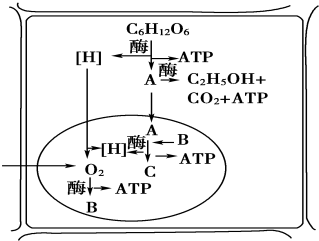 C₆H₁₂O₆
酶
[H] ATP
A 酶 C₂H₅OH+
CO₂+ATP
A
[H] 酶 B
O₂ C ATP
酶 ATP
B